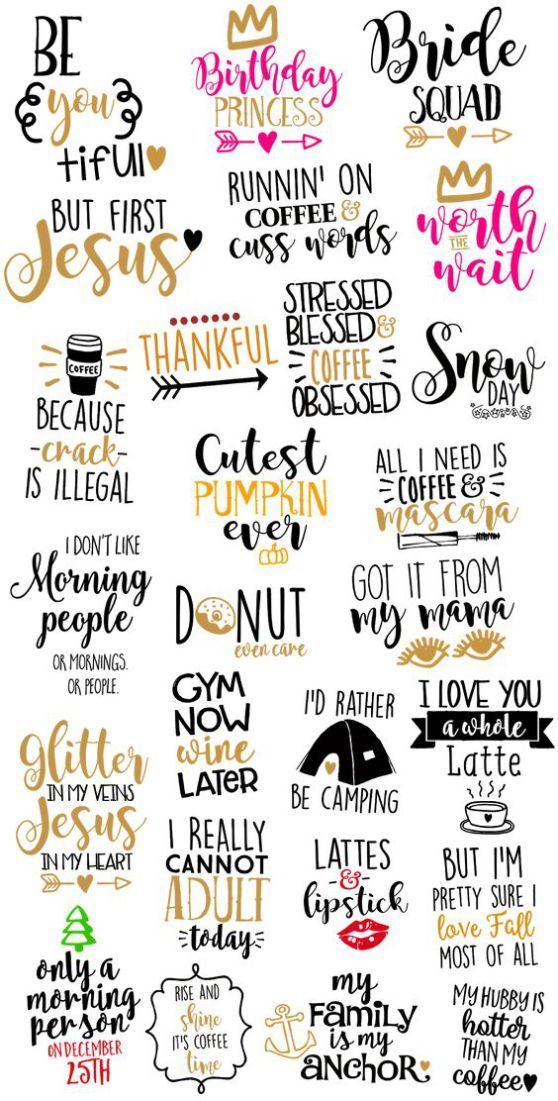 BE
you
tiful
Birthday
PRINCESS
Bride
SQUAD
BUT FIRST
Jesus
RUNNIN' ON
COFFEE &
cuss words
worth
THE
wait
COFFEE
BECAUSE
-crack-
IS ILLEGAL
THANKFUL
STRESSED
BLESSED &
COFFEE
OBSESSED
Snow
DAY
Cutest
PUMPKIN
ever
ALL I NEED IS
COFFEE &
mascara
I DON'T LIKE
Morning
people
OR MORNINGS.
OR PEOPLE.
DONUT
even care
GOT IT FROM
my mama
Glitter
IN MY VEINS
Jesus
IN MY HEART
GYM
NOW
wine
LATER
I'D RATHER
BE CAMPING
I LOVE YOU
a whole
Latte
I REALLY
CANNOT
ADULT
today
LATTES
&
lipstick
BUT I'M
PRETTY SURE I
love Fall
MOST OF ALL
only a
morning
person
ON DECEMBER
25TH
RISE AND
shine
IT'S COFFEE
time
my
FAMILY
is my
ANCHOR
MY HUBBY IS
hotter
THAN MY
coffee